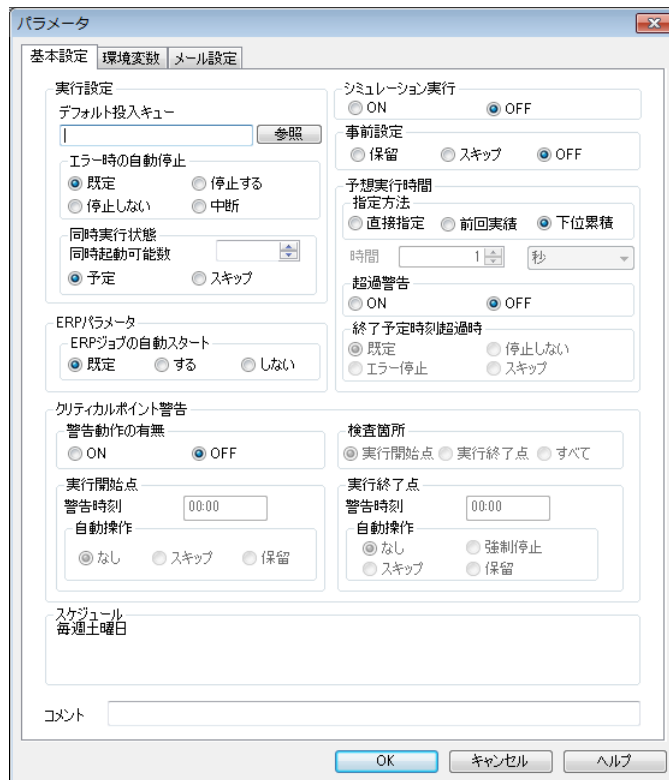 パラメータ
基本設定 環境変数 メール設定
実行設定
デフォルト投入キュー
参照
エラー時の自動停止
既定 停止する
停止しない 中断
同時実行状態
同時起動可能数
予定 スキップ
ERPパラメータ
ERPジョブの自動スタート
既定 する しない
シミュレーション実行
ON OFF
事前設定
保留 スキップ OFF
予想実行時間
指定方法
直接指定 前回実績 下位累積
時間 1 秒
超過警告
ON OFF
終了予定時刻超過時
既定 停止しない
エラー停止 スキップ
クリティカルポイント警告
警告動作の有無
ON OFF
検査箇所
実行開始点 実行終了点 すべて
実行開始点
警告時刻 00:00
自動操作
なし スキップ 保留
実行終了点
警告時刻 00:00
自動操作
なし 強制停止
スキップ 保留
スケジュール
毎週土曜日
コメント
OK キャンセル ヘルプ